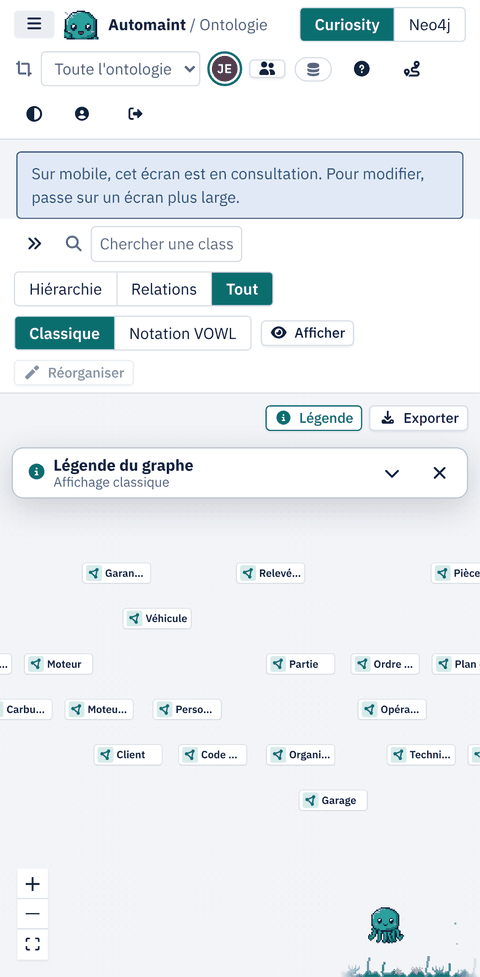 Automaint / Ontologie
Curiosity
Neo4j
Toute l'ontologie
JE
Sur mobile, cet écran est en consultation. Pour modifier,
passe sur un écran plus large.
Chercher une class
Hiérarchie
Relations
Tout
Classique
Notation VOWL
Afficher
Réorganiser
Légende
Exporter
Légende du graphe
Affichage classique
Garan...
Relevé...
Pièce
Véhicule
...
Moteur
Partie
Ordre ...
Plan
Carbu...
Moteu...
Perso...
Opéra...
Client
Code ...
Organi...
Techni...
Garage